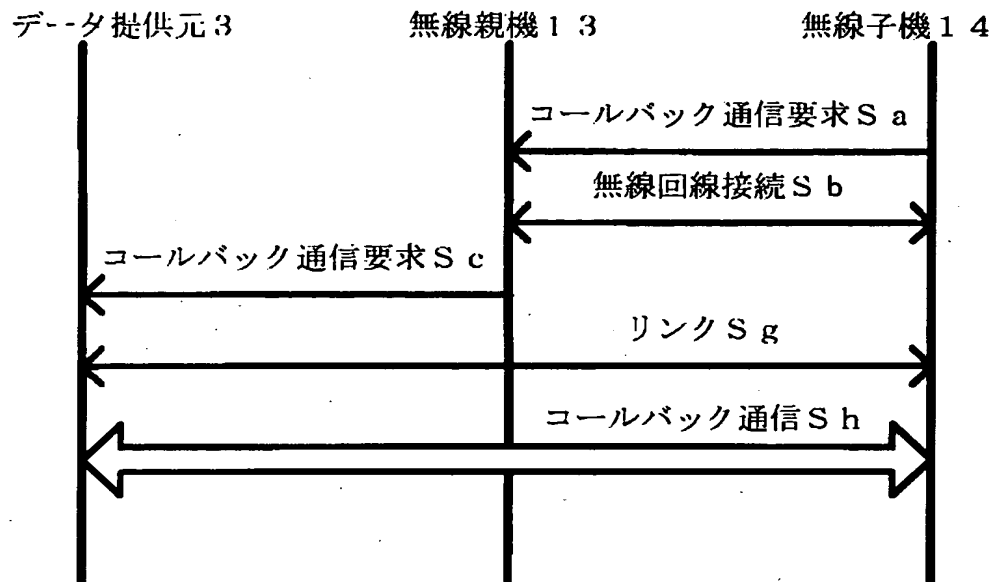 データ提供元3
無線親機13
無線子機14
コールバック通信要求Sa
無線回線接続Sb
コールバック通信要求Sc
リンクSg
コールバック通信Sh